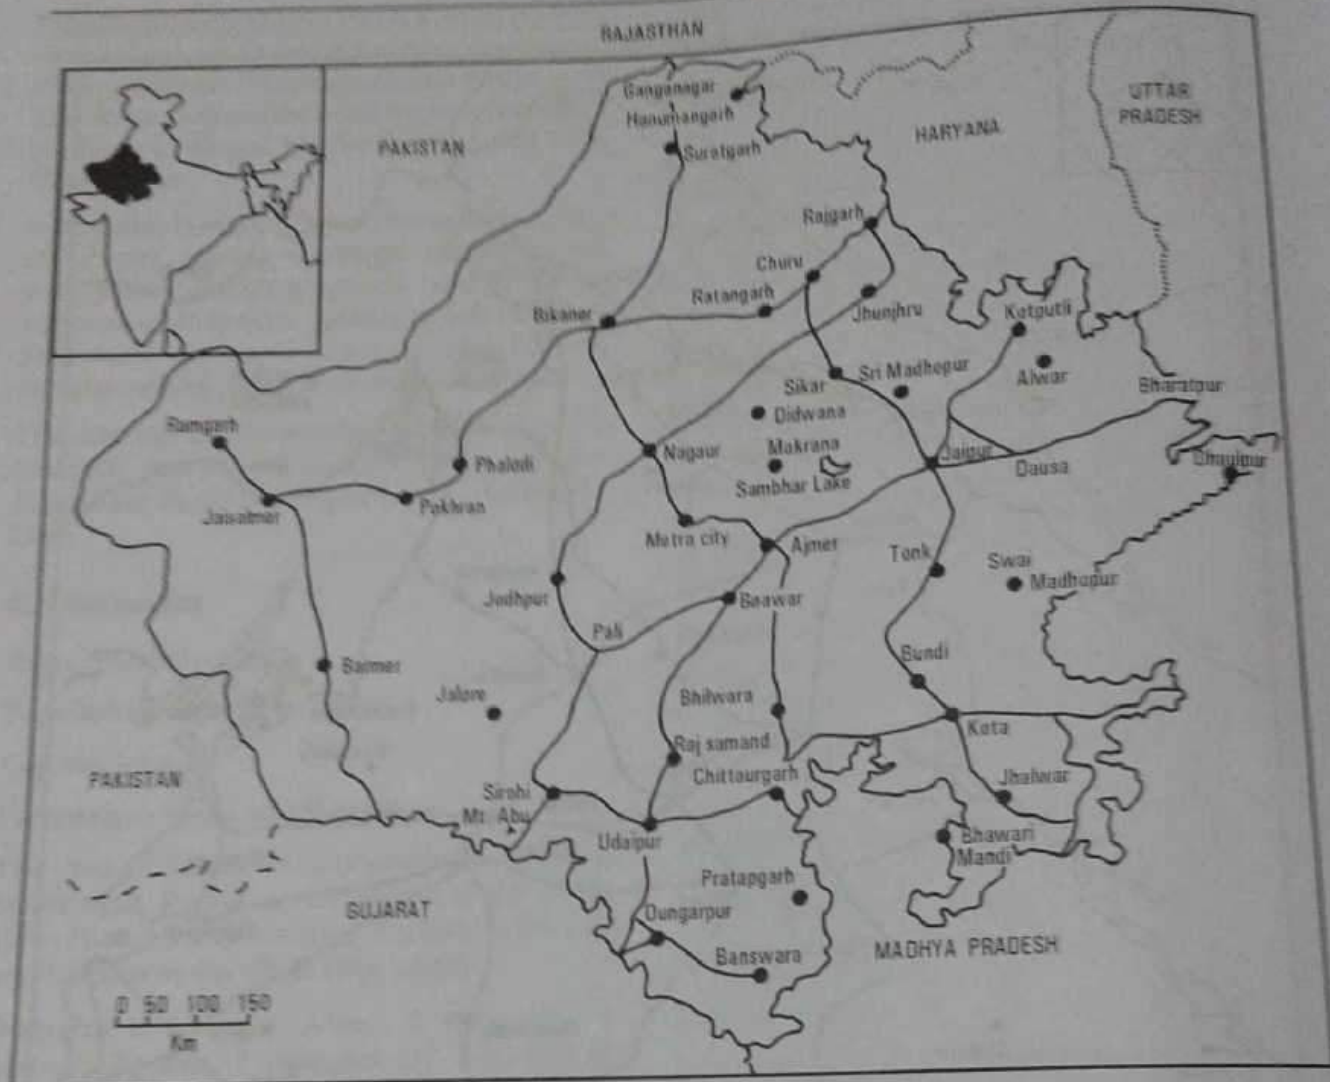 RAJASTHAN
Ganganagar
UTTAR
PRADESH
Hanumangarh
HARYANA
PAKISTAN
Suratgarh
Rajgarh
Churu
Ratangarh
Jhunjhru
Bikaner
Kotputli
Sri Madhopur
Alwar
Sikar
Bharatpur
Didwana
Ramgarh
Makrana
Nagaur
Jaipur
Phalodi
Dausa
Dhaulpur
Sambhar Lake
Pokhran
Jaisalmer
Metra city
Ajmer
Tonk
Swai
Madhopur
Jodhpur
Beawar
Pali
Bundi
Barmer
Jalore
Bhilwara
Kota
Raj samand
Chittaurgarh
Jhalwar
PAKISTAN
Sirohi
Mt. Abu
Udaipur
Bhawari
Mandi
Pratapgarh
Dungarpur
GUJARAT
MADHYA PRADESH
Banswara
0 50 100 150
Km